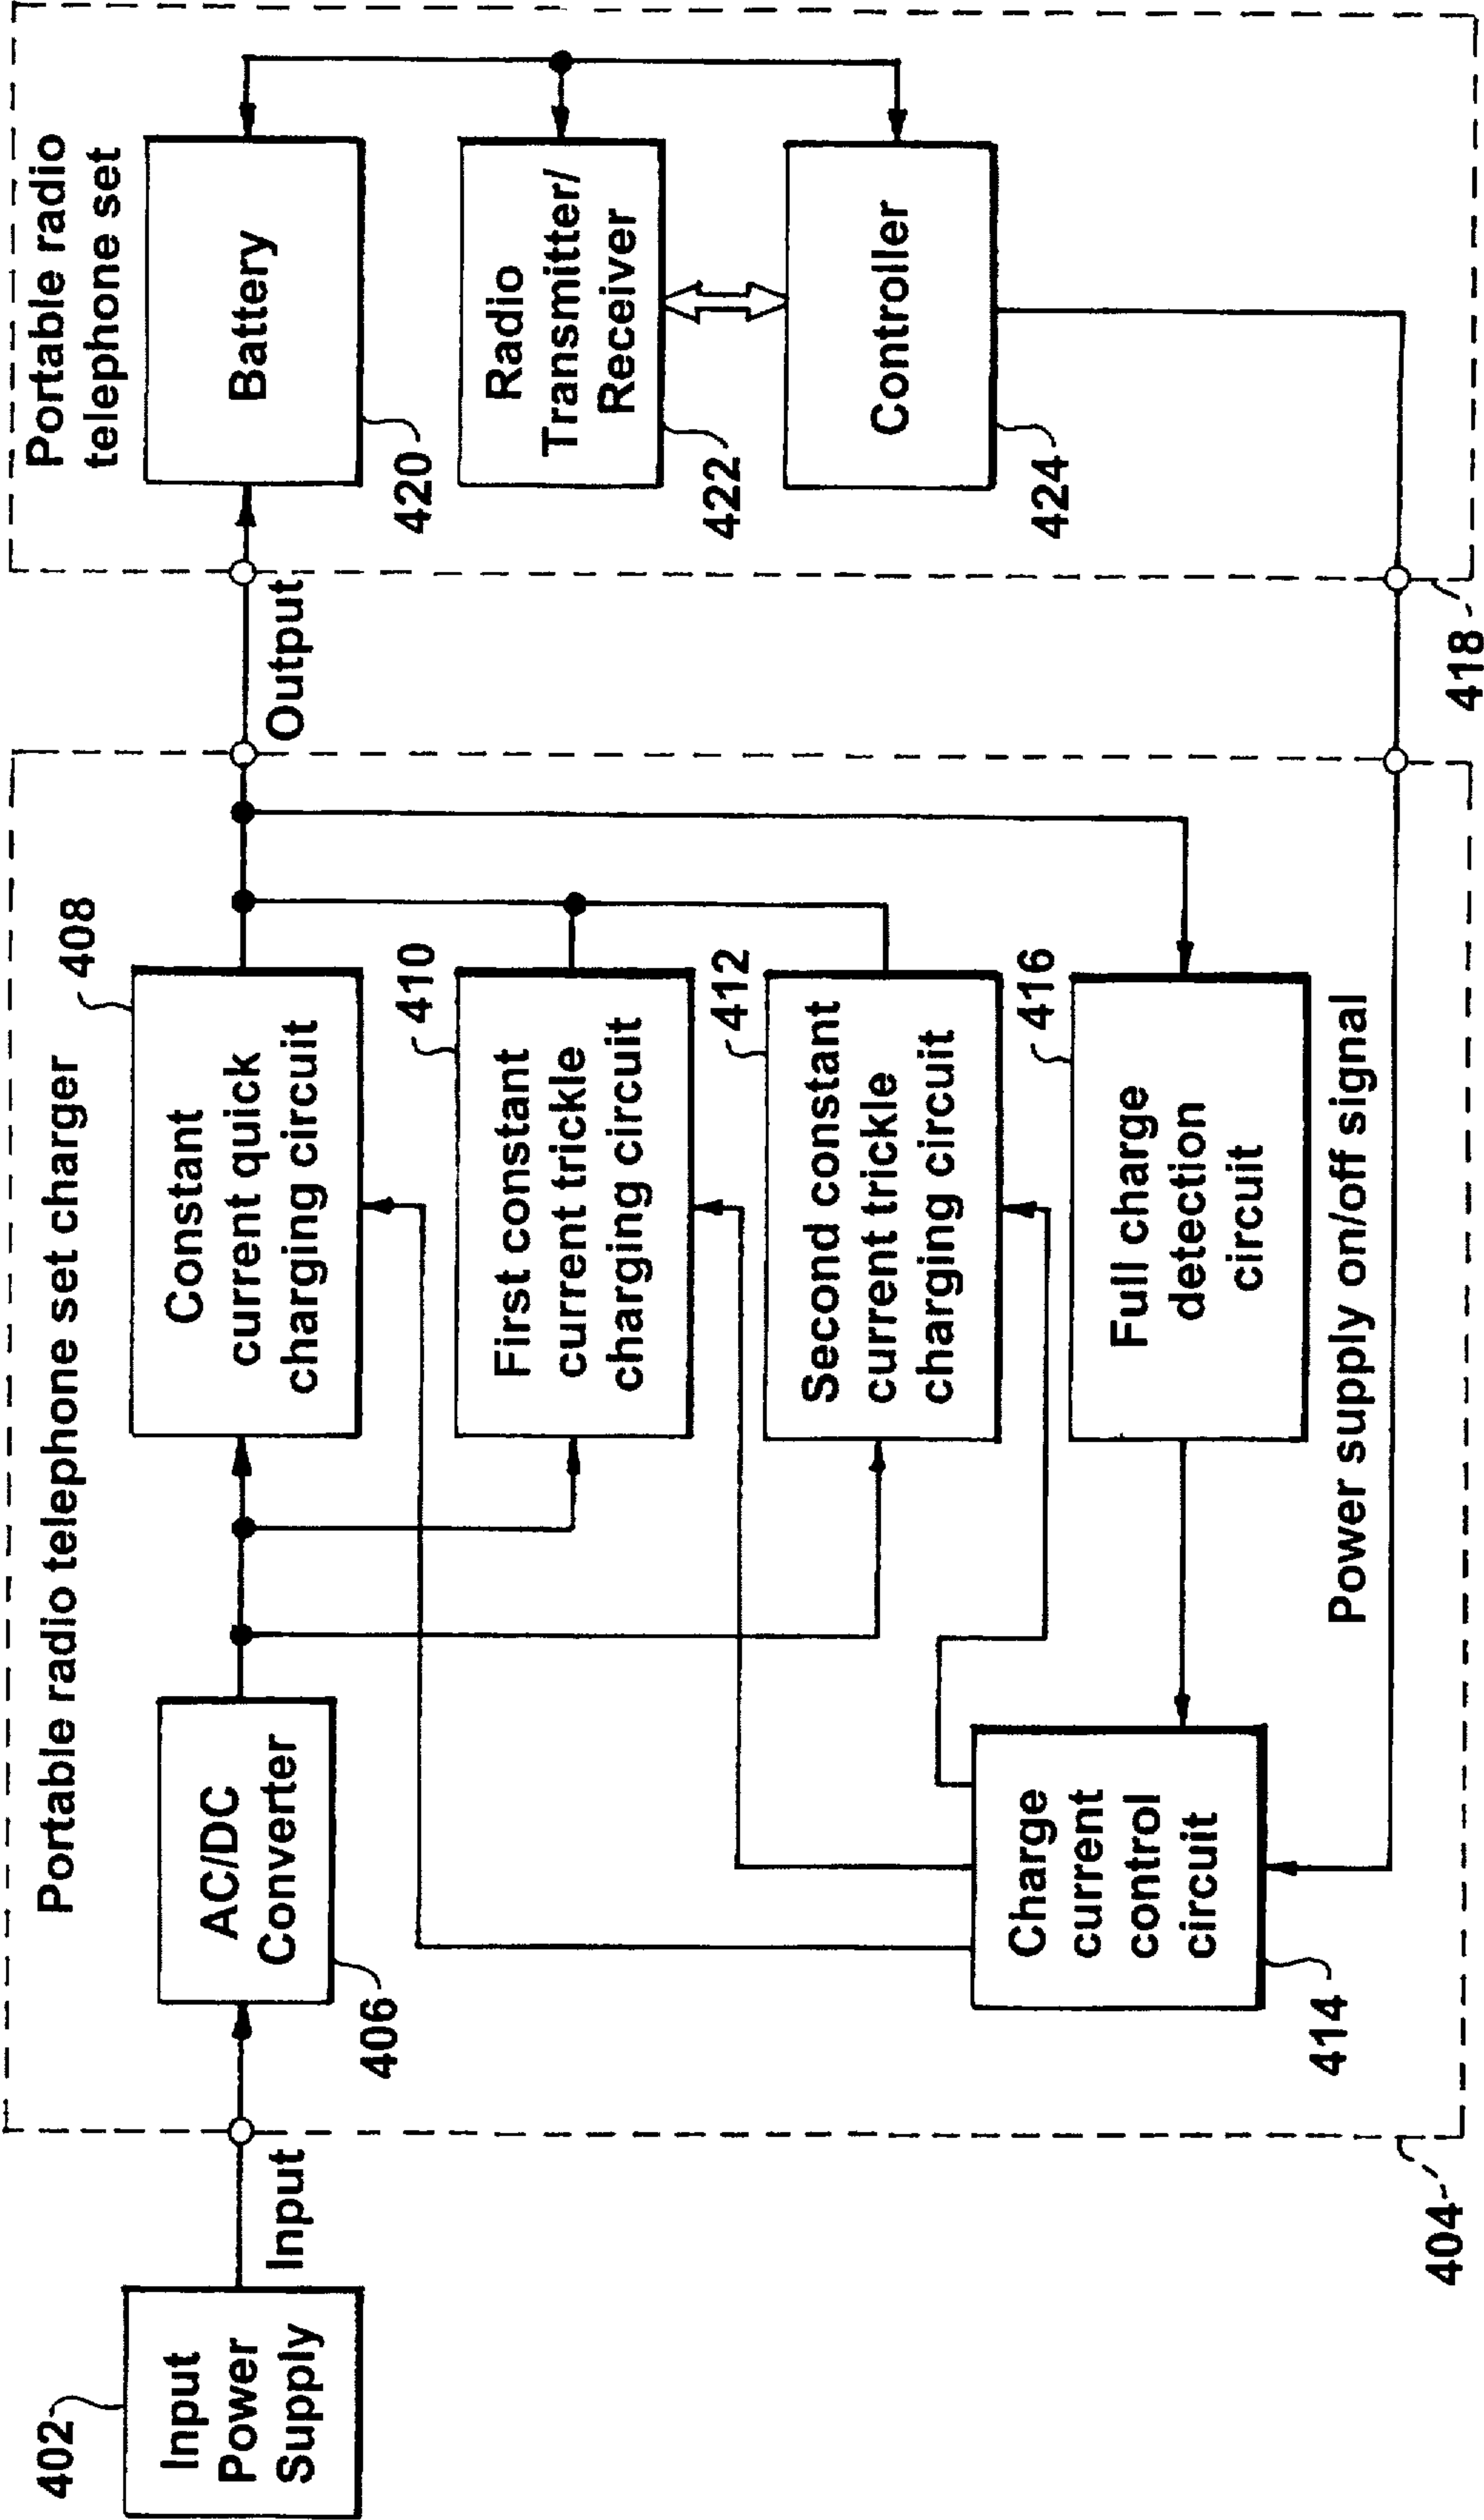 402
Input
Power
Supply
Input
Portable radio telephone set charger
AC/DC
Converter
406
408
Constant
current quick
charging circuit
410
First constant
current trickle
charging circuit
412
Second constant
current trickle
charging circuit
416
Full charge
detection
circuit
Charge
current
control
circuit
414
Power supply on/off signal
404
Output
Portable radio
telephone set
Battery
420
Radio
Transmitter/
Receiver
422
Controller
424
418